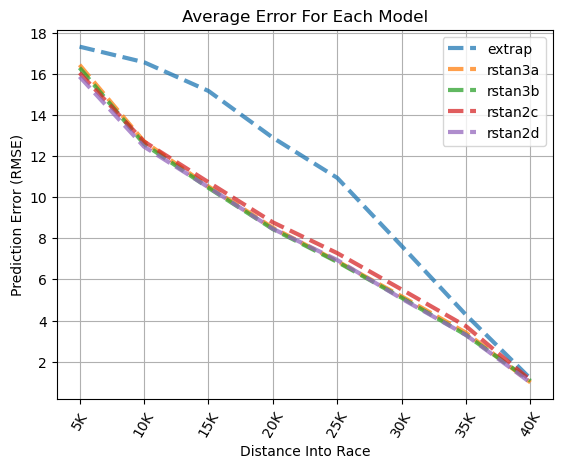 Average Error For Each Model
Prediction Error (RMSE)
18
16
14
12
10
8
6
4
2
extrap
rstan3a
rstan3b
rstan2c
rstan2d
5K
10K
15K
20K
25K
30K
35K
40K
Distance Into Race